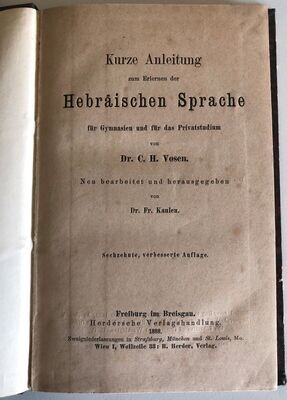 Kurze Anleitung
zum Erlernen der
Hebräischen Sprache
für Gymnasien und für das Privatstudium
von
Dr. C. H. Vosen.
Neu bearbeitet und herausgegeben
von
Dr. Fr. Kaulen.
Sechzehnte, verbesserte Auflage.
Freiburg im Breisgau.
Herdersche Verlagshandlung.
1888.
Zweigniederlassungen in Straßburg, München und St. Louis, Mo.
Wien I, Wollzeile 33: B. Herder, Verlag.